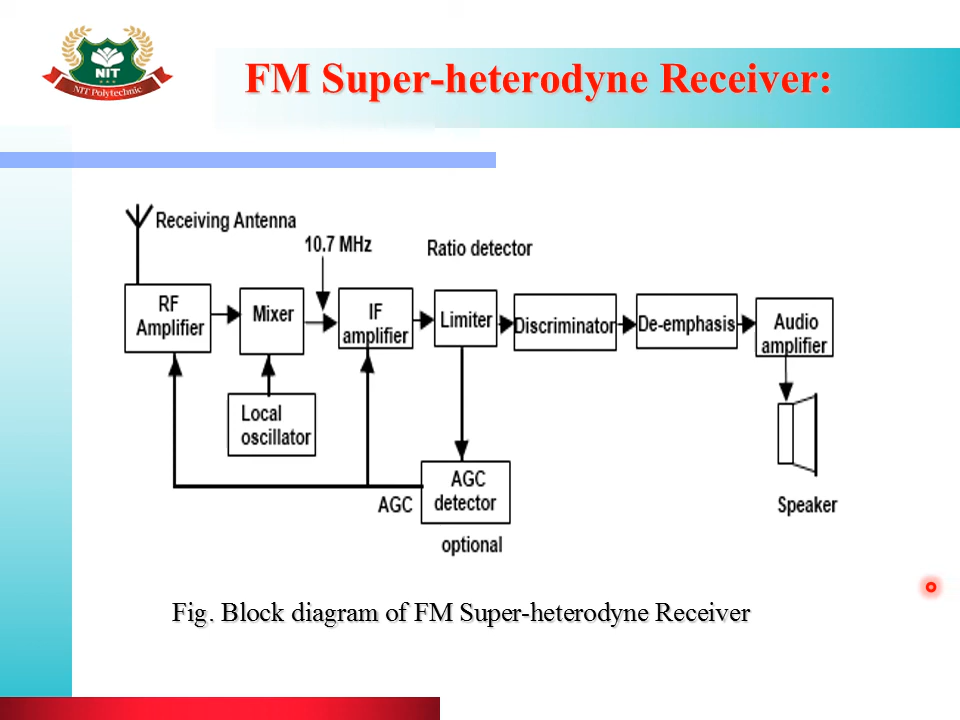 NIT
NIT Polytechnic
FM Super-heterodyne Receiver:
Receiving Antenna
10.7 MHz
Ratio detector
RF
Amplifier
Mixer
IF
amplifier
Limiter
Discriminator
De-emphasis
Audio
amplifier
Local
oscillator
AGC
AGC
detector
optional
Speaker
Fig. Block diagram of FM Super-heterodyne Receiver